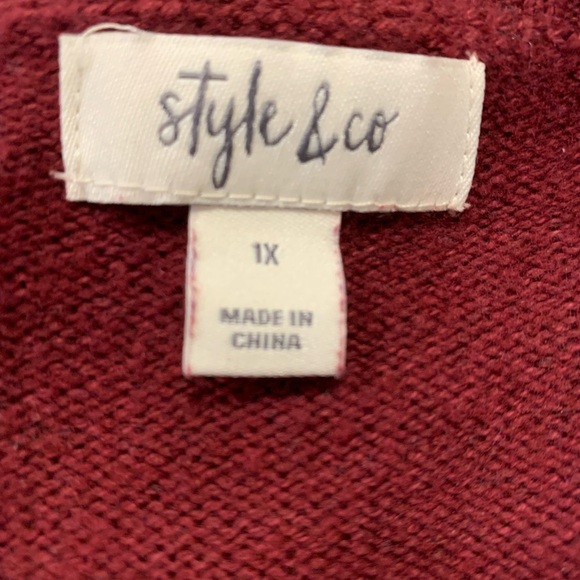 style & co
1X
MADE IN
CHINA